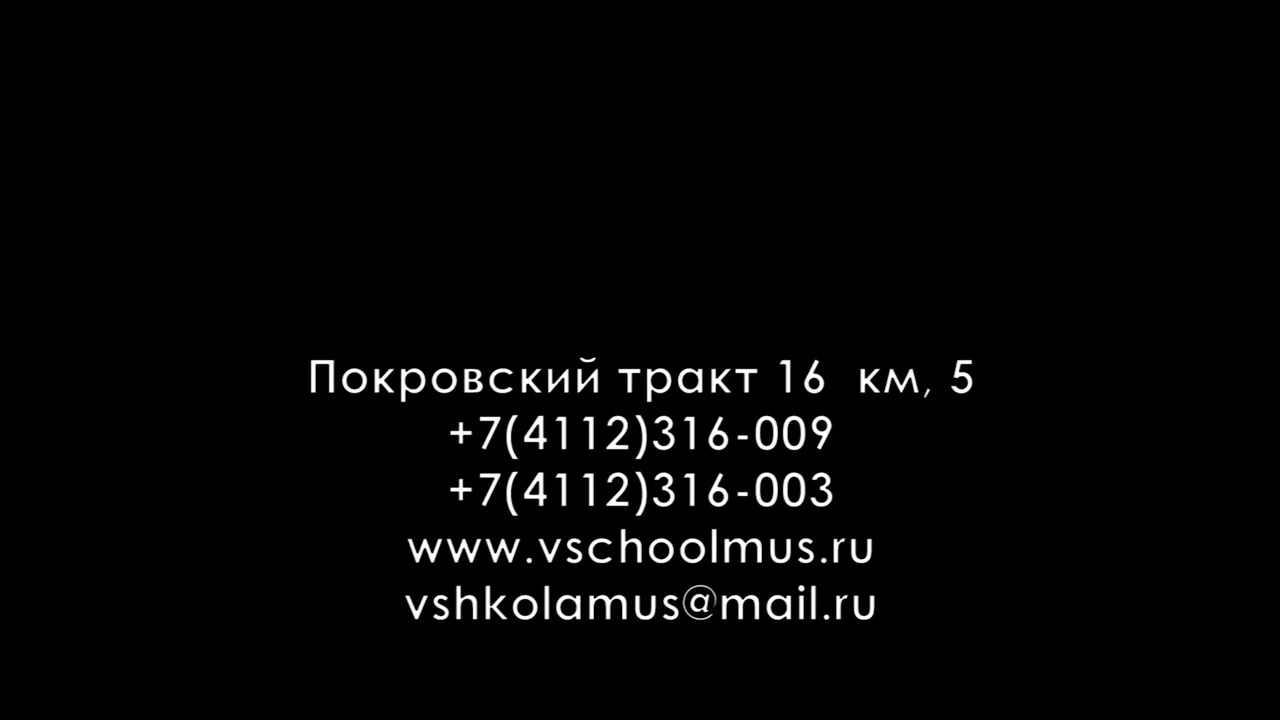 Покровский тракт 16 км, 5
+7(4112)316-009
+7(4112)316-003
www.vschoolmus.ru
vshkolamus@mail.ru